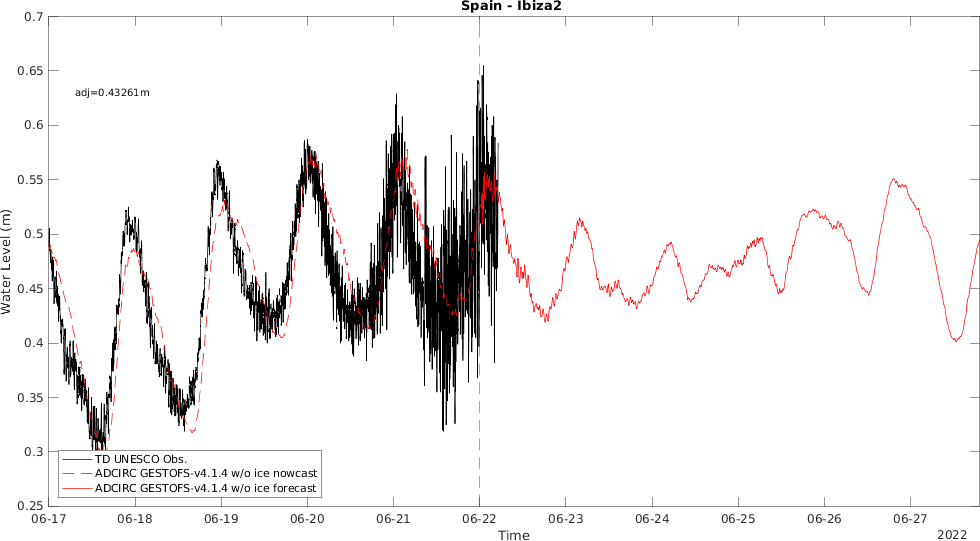 Spain - Ibiza2
0.7
0.65
0.6
0.55
0.5
0.45
0.4
0.35
0.3
0.25
Water Level (m)
adj=0.43261m
TD UNESCO Obs.
ADCIRC GESTOFS-v4.1.4 w/o ice nowcast
ADCIRC GESTOFS-v4.1.4 w/o ice forecast
06-17 06-18 06-19 06-20 06-21 06-22 06-23 06-24 06-25 06-26 06-27
Time
2022